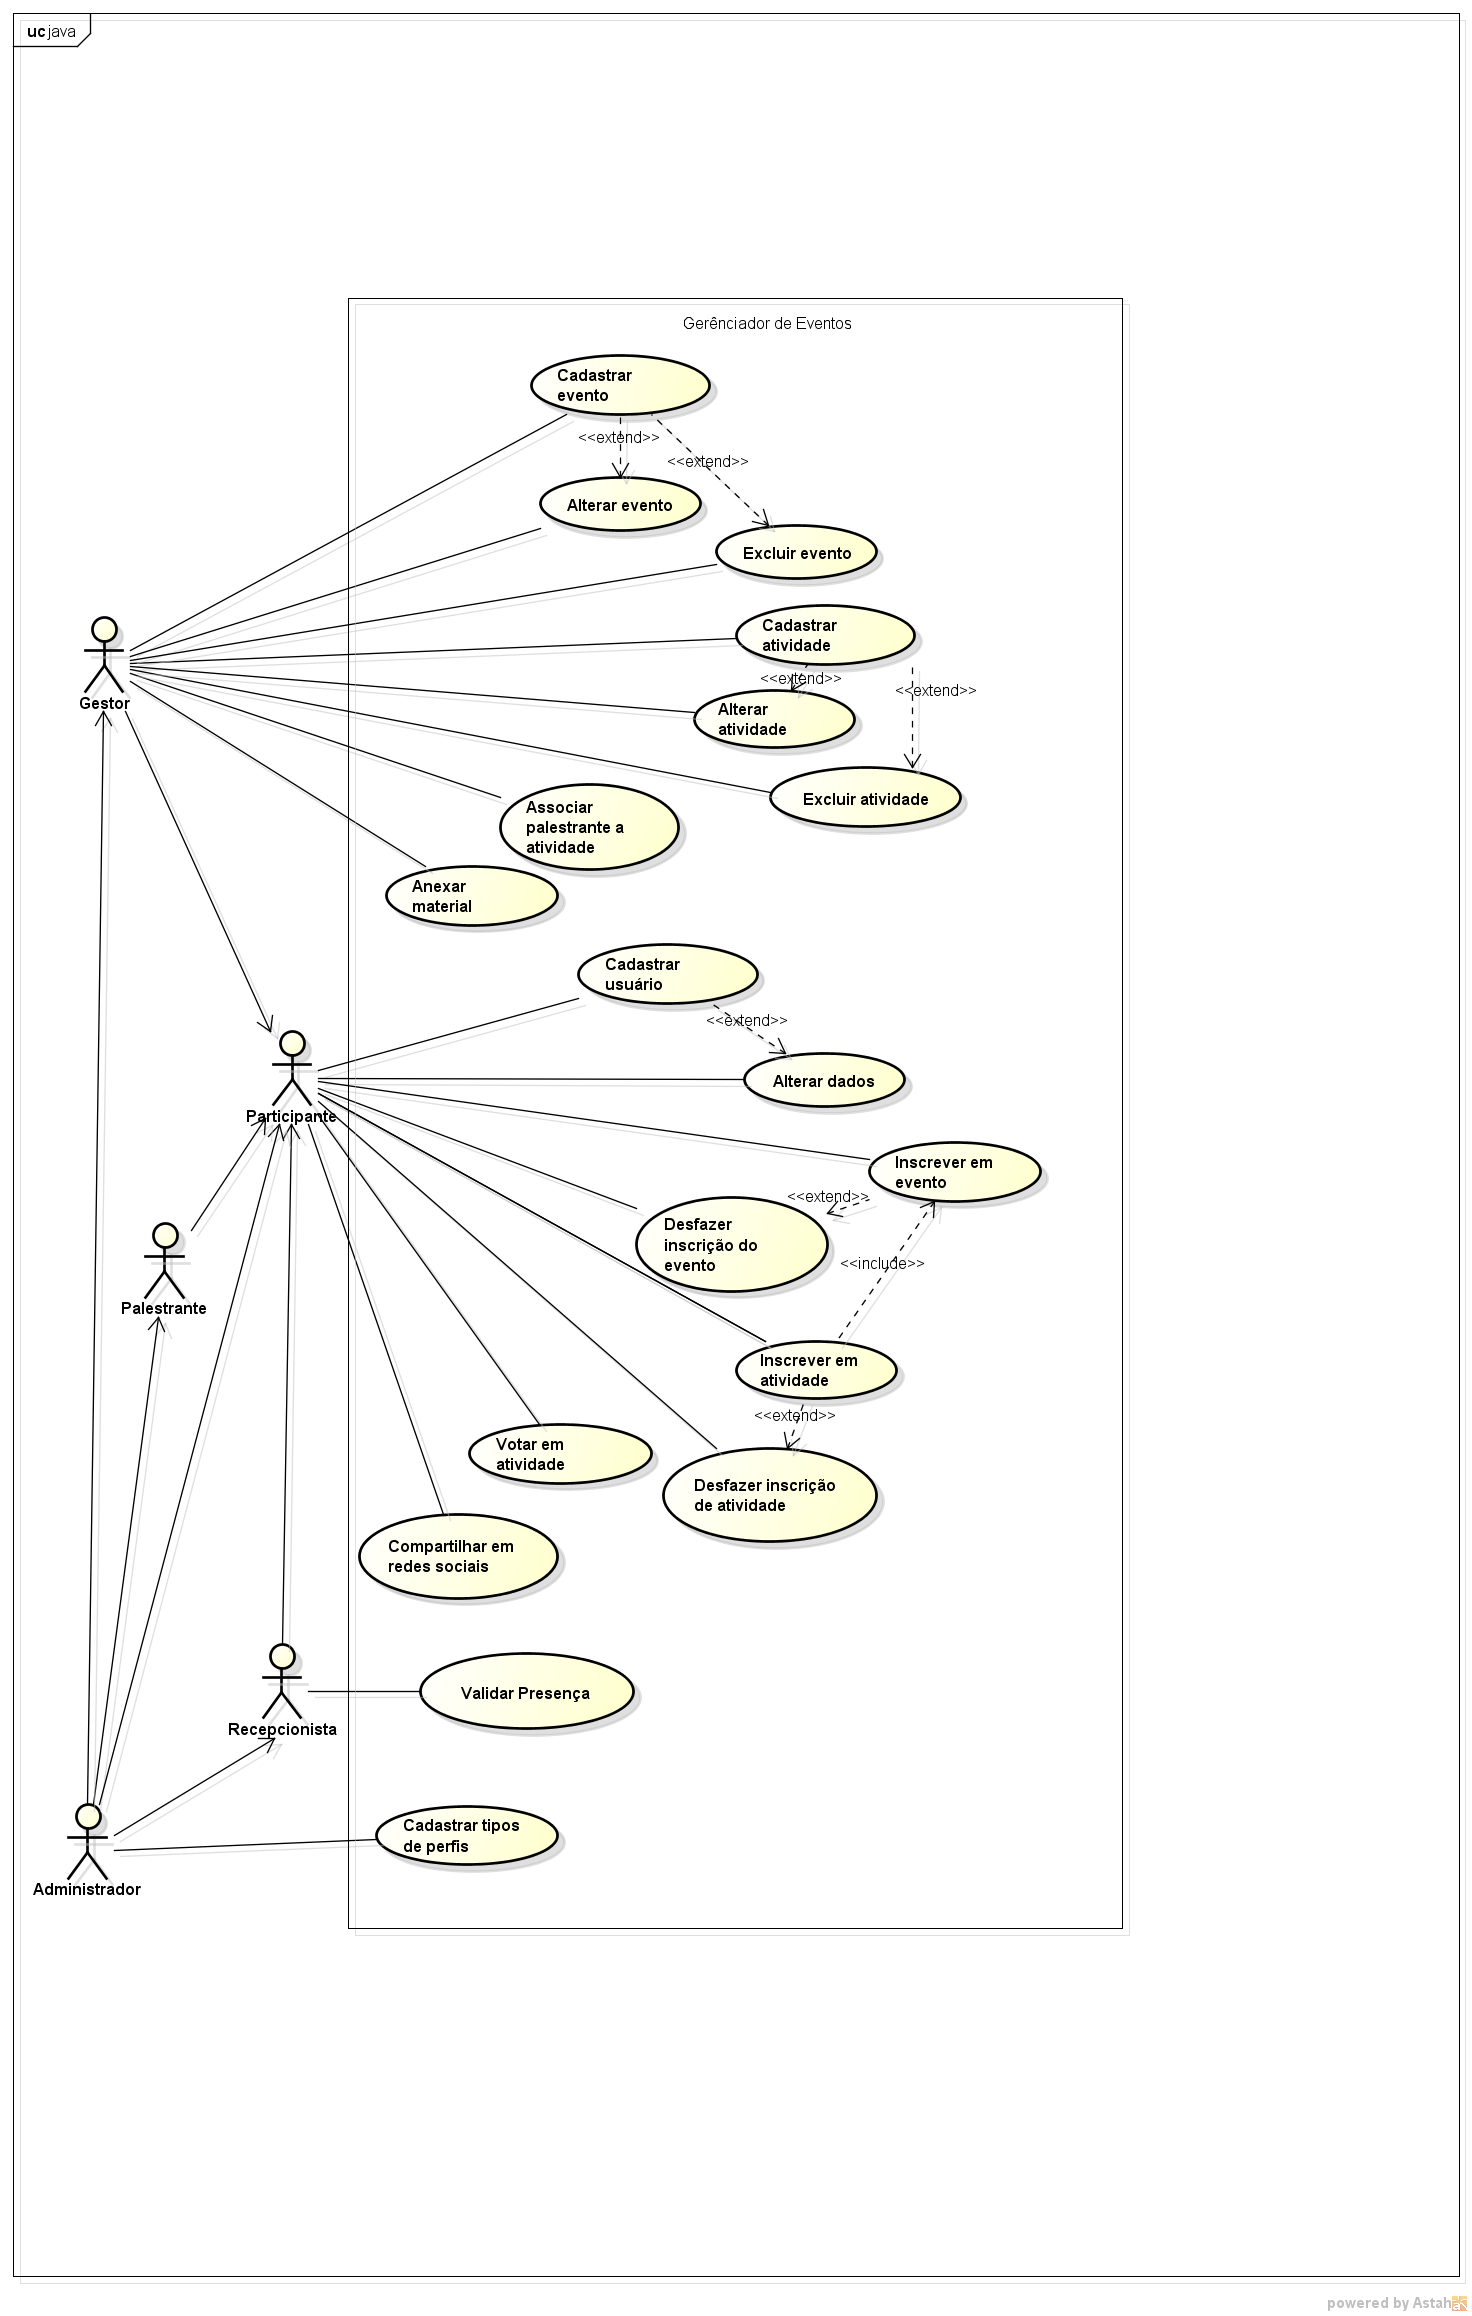 uc java
Gerênciador de Eventos
Cadastrar
evento
<<extend>>
<<extend>>
Alterar evento
Excluir evento
Cadastrar
atividade
<<extend>>
<<extend>>
Gestor
Alterar
atividade
Excluir atividade
Associar
palestrante a
atividade
Anexar
material
Cadastrar
usuário
<<extend>>
Alterar dados
Participante
Inscrever em
evento
<<extend>>
Desfazer
inscrição do
evento
<<include>>
Palestrante
Inscrever em
atividade
<<extend>>
Votar em
atividade
Desfazer inscrição
de atividade
Compartilhar em
redes sociais
Validar Presença
Recepcionista
Cadastrar tipos
de perfis
Administrador
powered by Astah